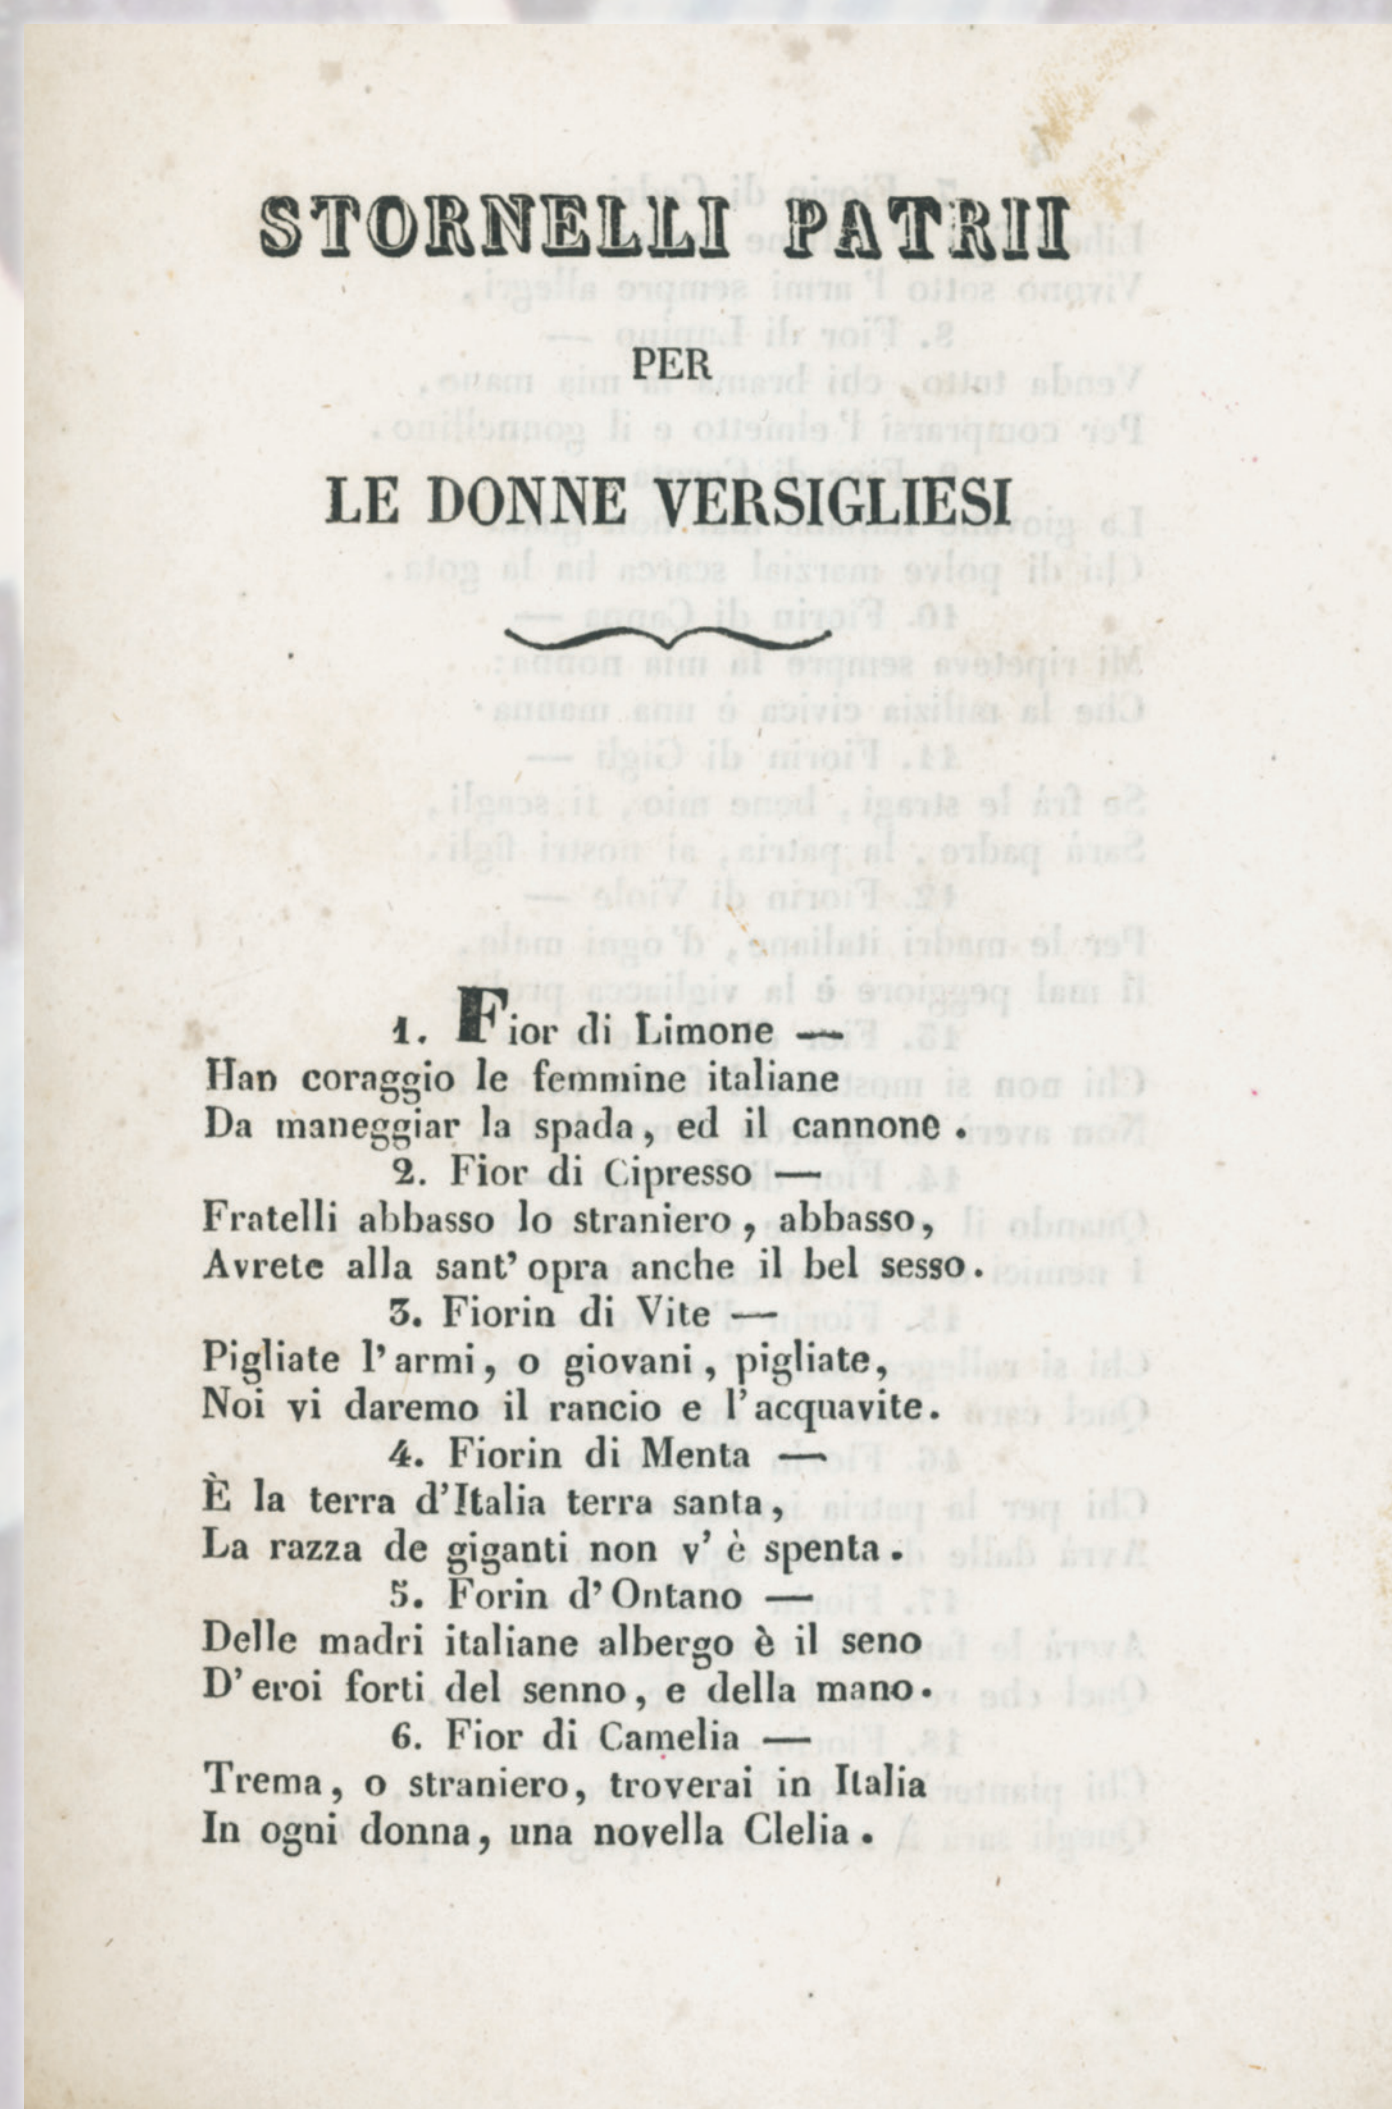 STORNELLI PATRII
PER
LE DONNE VERSIGLIESI
1. Fior di Limone —
Han coraggio le femmine italiane
Da maneggiar la spada, ed il cannone.
2. Fior di Cipresso —
Fratelli abbasso lo straniero, abbasso,
Avrete alla sant' opra anche il bel sesso.
3. Fiorin di Vite —
Pigliate l' armi, o giovani, pigliate,
Noi vi daremo il rancio e l' acquavite.
4. Fiorin di Menta —
È la terra d'Italia terra santa,
La razza de giganti non v' è spenta.
5. Forin d' Ontano —
Delle madri italiane albergo è il seno
D' eroi forti del senno, e della mano.
6. Fior di Camelia —
Trema, o straniero, troverai in Italia
In ogni donna, una novella Clelia.